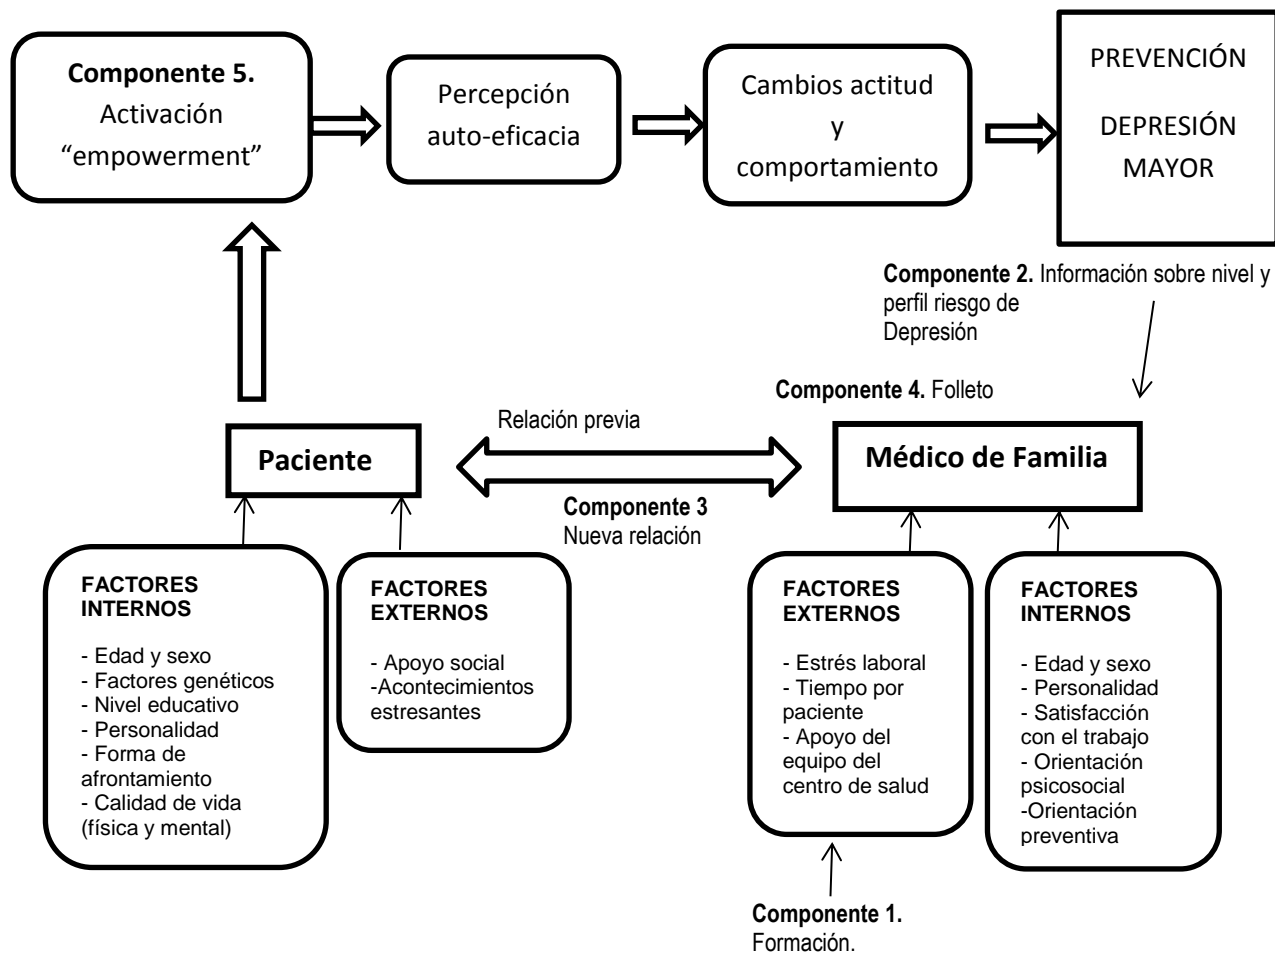 Componente 5.
Activación
“empowerment”
Percepción
auto-eficacia
Cambios actitud
y
comportamiento
PREVENCIÓN
DEPRESIÓN
MAYOR
Componente 2. Información sobre nivel y
perfil riesgo de
Depresión
Componente 4. Folleto
Relación previa
Paciente
Médico de Familia
Componente 3
Nueva relación
FACTORES
INTERNOS
- Edad y sexo
- Factores genéticos
- Nivel educativo
- Personalidad
- Forma de
afrontamiento
- Calidad de vida
(física y mental)
FACTORES
EXTERNOS
- Apoyo social
-Acontecimientos
estresantes
FACTORES
EXTERNOS
- Estrés laboral
- Tiempo por
paciente
- Apoyo del
equipo del
centro de salud
FACTORES
INTERNOS
- Edad y sexo
- Personalidad
- Satisfacción
con el trabajo
- Orientación
psicosocial
-Orientación
preventiva
Componente 1.
Formación.